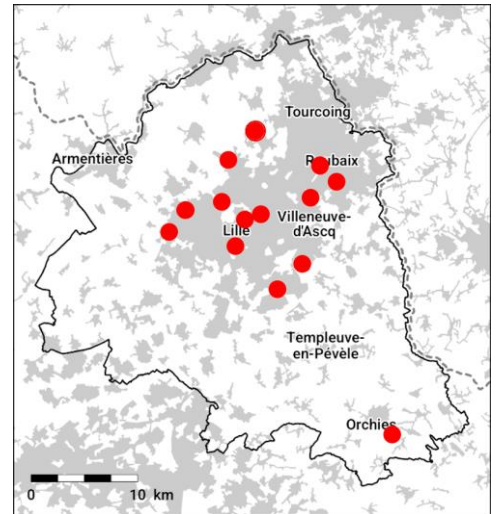 Tourcoing
Armentières
Roubaix
Villeneuve-
d'Ascq
Lille
Templeuve-
en-Pévèle
Orchies
0 10 km